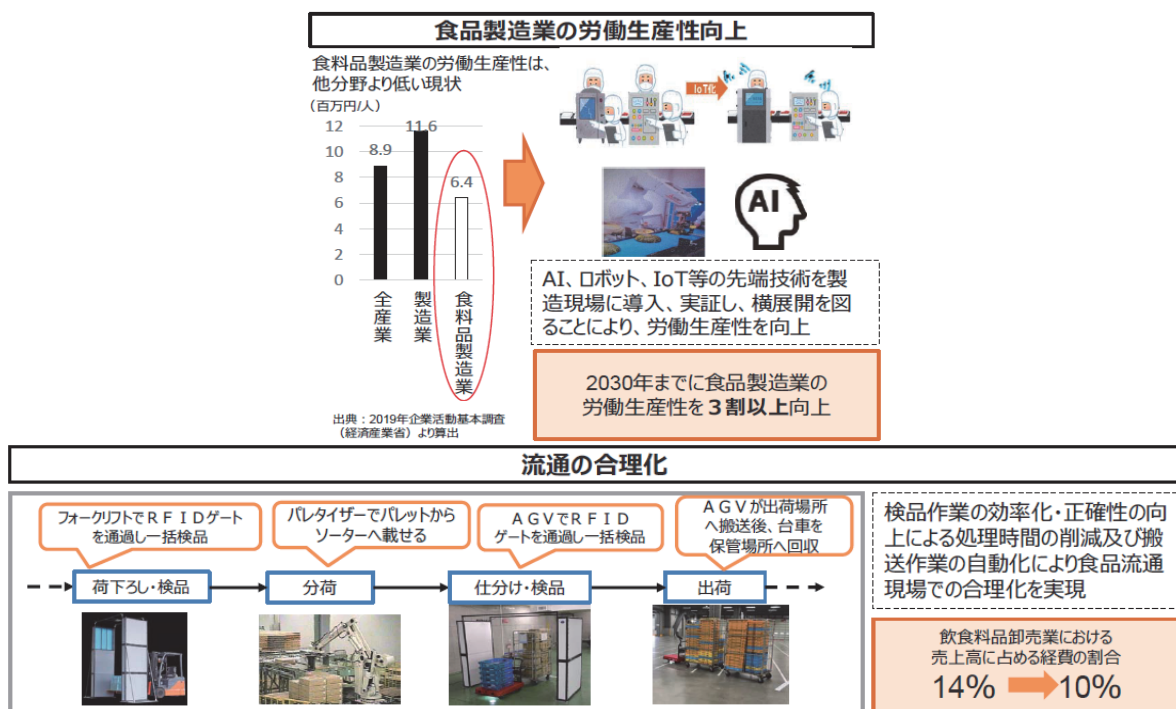 食品製造業の労働生産性向上
食料品製造業の労働生産性は、
他分野より低い現状
（百万円/人）
12
10
8
6
4
2
0
8.9
11.6
6.4
全産業
製造業
食料品製造業
出典：2019年企業活動基本調査
（経済産業省）より算出
IoT化
AI
AI、ロボット、IoT等の先端技術を製
造現場に導入、実証し、横展開を図
ることにより、労働生産性を向上
2030年までに食品製造業の
労働生産性を３割以上向上
流通の合理化
フォークリフトでＲＦＩＤゲート
を通過し一括検品
パレタイザーでパレットから
ソーターへ載せる
ＡＧＶでＲＦＩＤ
ゲートを通過し一括検品
ＡＧＶが出荷場所
へ搬送後、台車を
保管場所へ回収
荷下ろし・検品
分荷
仕分け・検品
出荷
検品作業の効率化・正確性の向
上による処理時間の削減及び搬
送作業の自動化により食品流通
現場での合理化を実現
飲食料品卸売業における
売上高に占める経費の割合
14% 10%